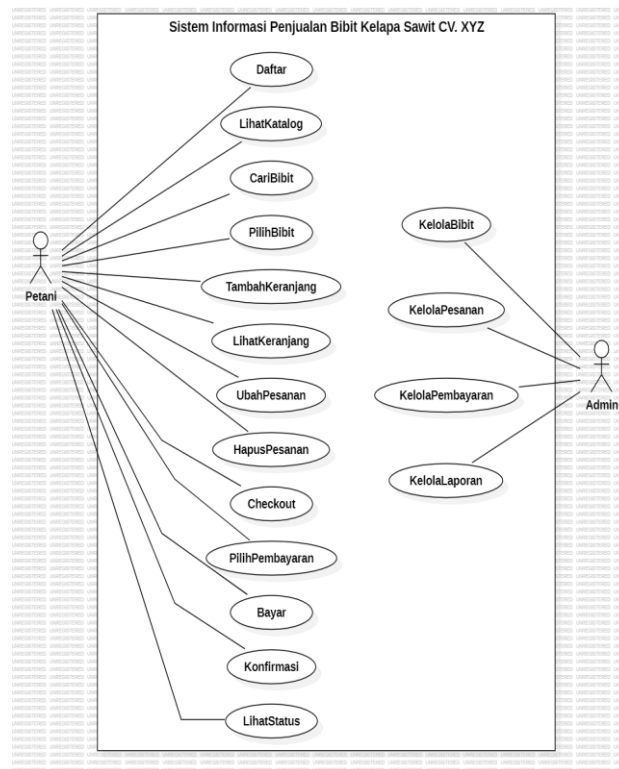 Sistem Informasi Penjualan Bibit Kelapa Sawit CV. XYZ
Daftar
LihatKatalog
CariBibit
PilihBibit
TambahKeranjang
LihatKeranjang
UbahPesanan
HapusPesanan
Checkout
PilihPembayaran
Bayar
Konfirmasi
LihatStatus
Petani
KelolaBibit
KelolaPesanan
KelolaPembayaran
KelolaLaporan
Admin